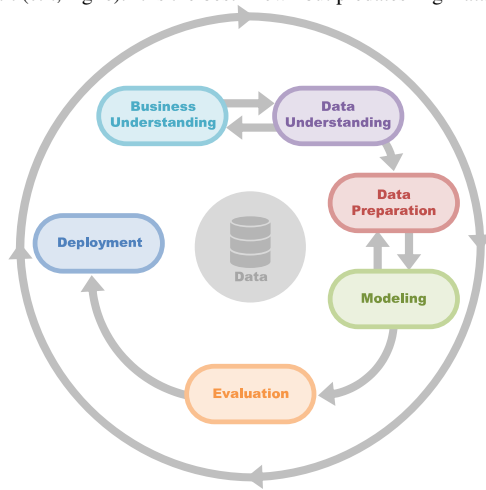 Business
Understanding
Data
Understanding
Data
Preparation
Deployment
Data
Modeling
Evaluation